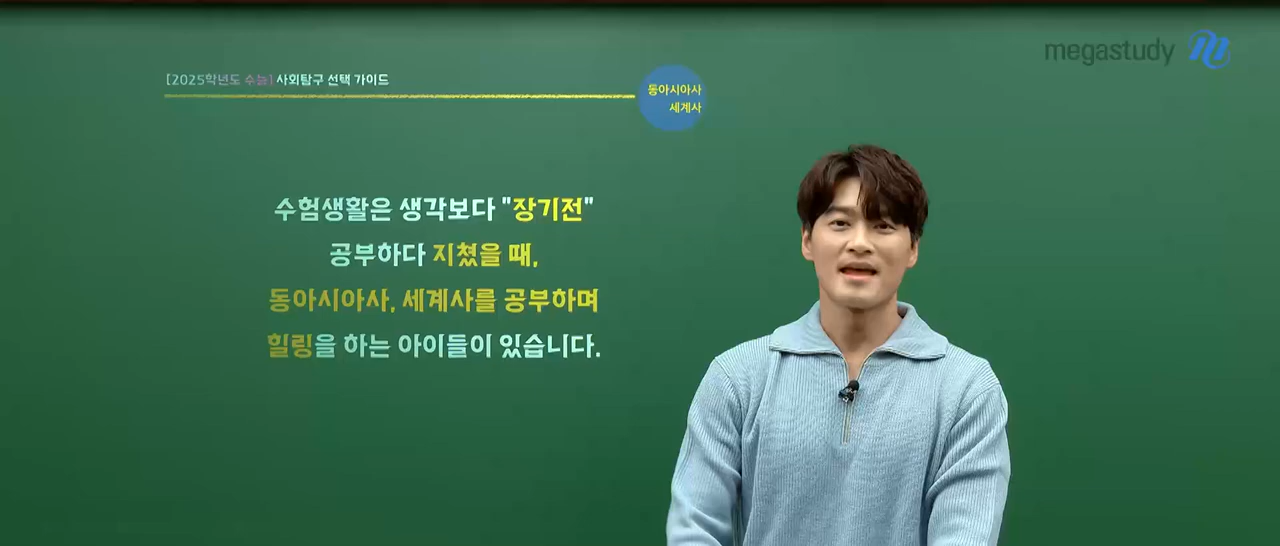 megastudy
[2025학년도 수능] 사회탐구 선택 가이드
동아시아사
세계사
수험생활은 생각보다 "장기전"
공부하다 지쳤을 때,
동아시아사, 세계사를 공부하며
힐링을 하는 아이들이 있습니다.